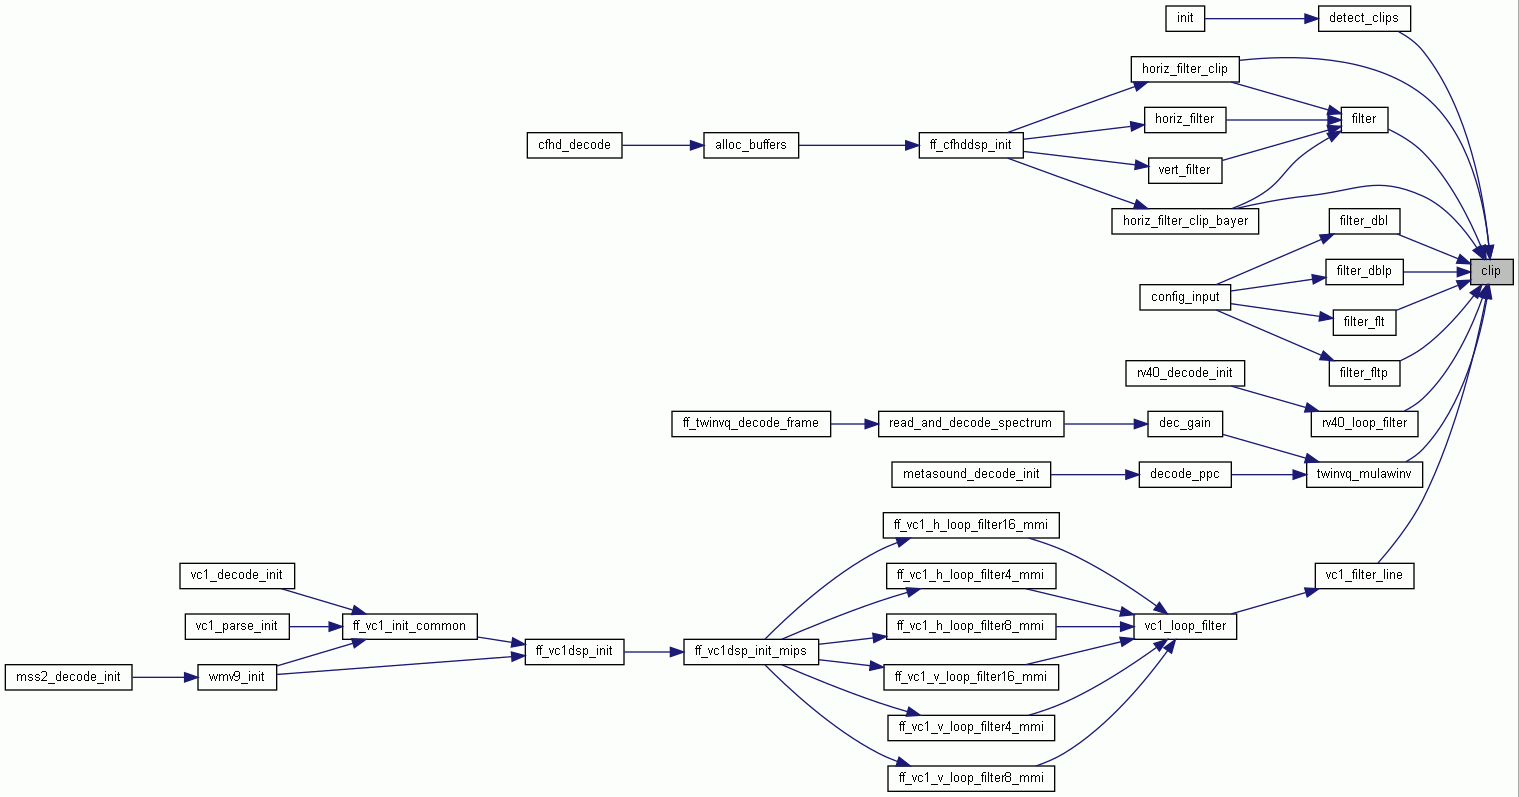 init
detect_clips
horiz_filter_clip
horiz_filter
filter
cfhd_decode
alloc_buffers
ff_cfhddsp_init
vert_filter
horiz_filter_clip_bayer
filter_dbl
filter_dblp
clip
config_input
filter_flt
rv40_decode_init
filter_fltp
ff_twinvq_decode_frame
read_and_decode_spectrum
dec_gain
rv40_loop_filter
metasound_decode_init
decode_ppc
twinvq_mulawinv
ff_vc1_h_loop_filter16_mmi
vc1_decode_init
ff_vc1_h_loop_filter4_mmi
vc1_filter_line
vc1_parse_init
ff_vc1_init_common
ff_vc1_h_loop_filter8_mmi
vc1_loop_filter
ff_vc1dsp_init
ff_vc1dsp_init_mips
mss2_decode_init
wmv9_init
ff_vc1_v_loop_filter16_mmi
ff_vc1_v_loop_filter4_mmi
ff_vc1_v_loop_filter8_mmi